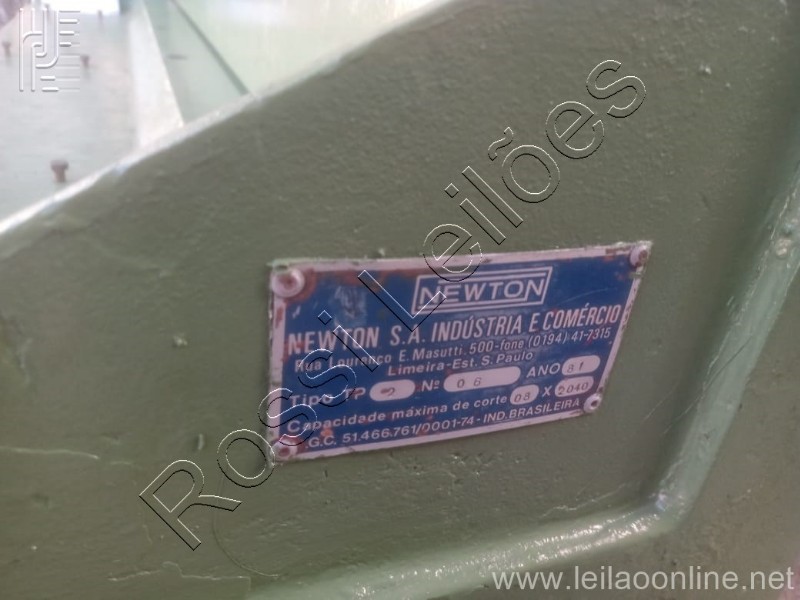 NEWTON
NEWTON S.A. INDÚSTRIA E COMÉRCIO
Rua Lourenço E. Masutti, 500-fone (0194) 41-7315
Limeira-Est. S. Paulo
Tipo TP 2 Nº 06 ANO 81
Capacidade máxima de corte 08 X 2040
.G.C. 51.466.761/0001-74 - IND. BRASILEIRA
Rossi Leilões
www.leilaoonline.net